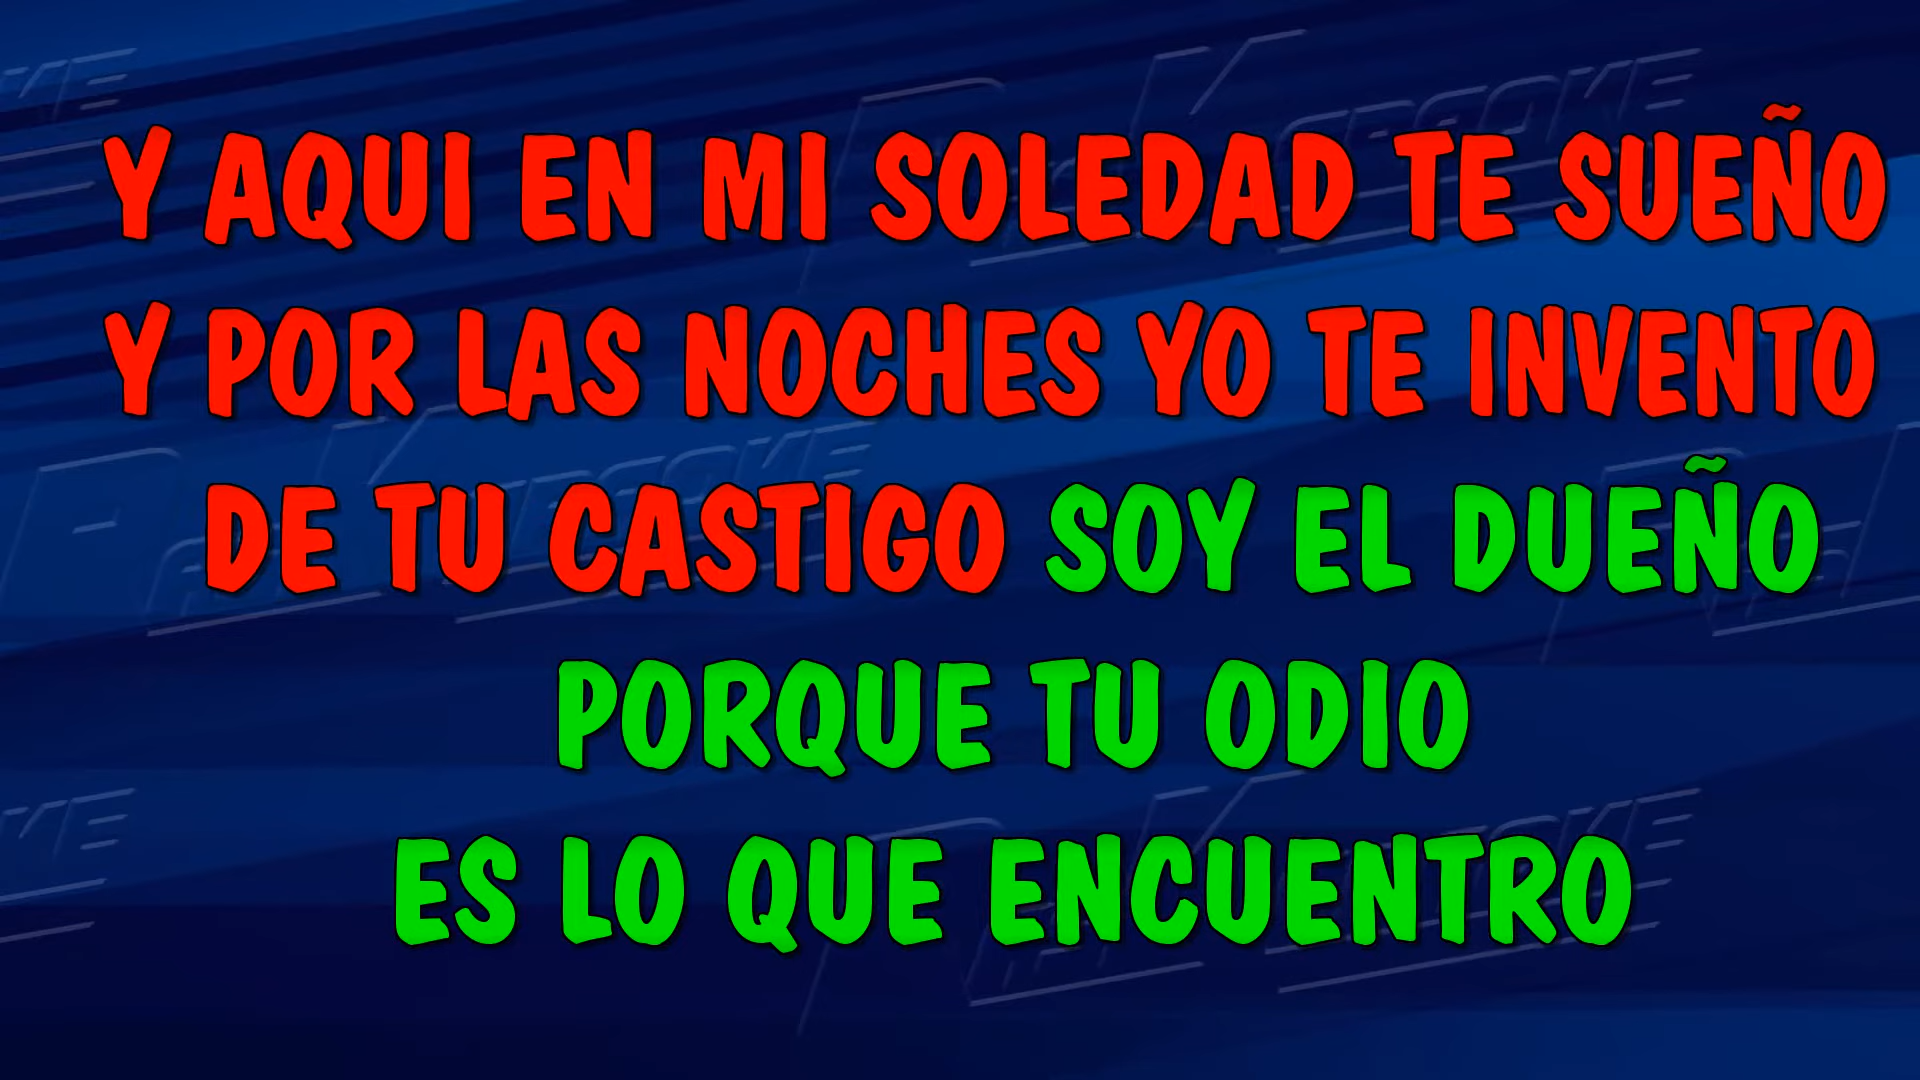 Y AQUI EN MI SOLEDAD TE SUEÑO
Y POR LAS NOCHES YO TE INVENTO
DE TU CASTIGO SOY EL DUEÑO
PORQUE TU ODIO
ES LO QUE ENCUENTRO